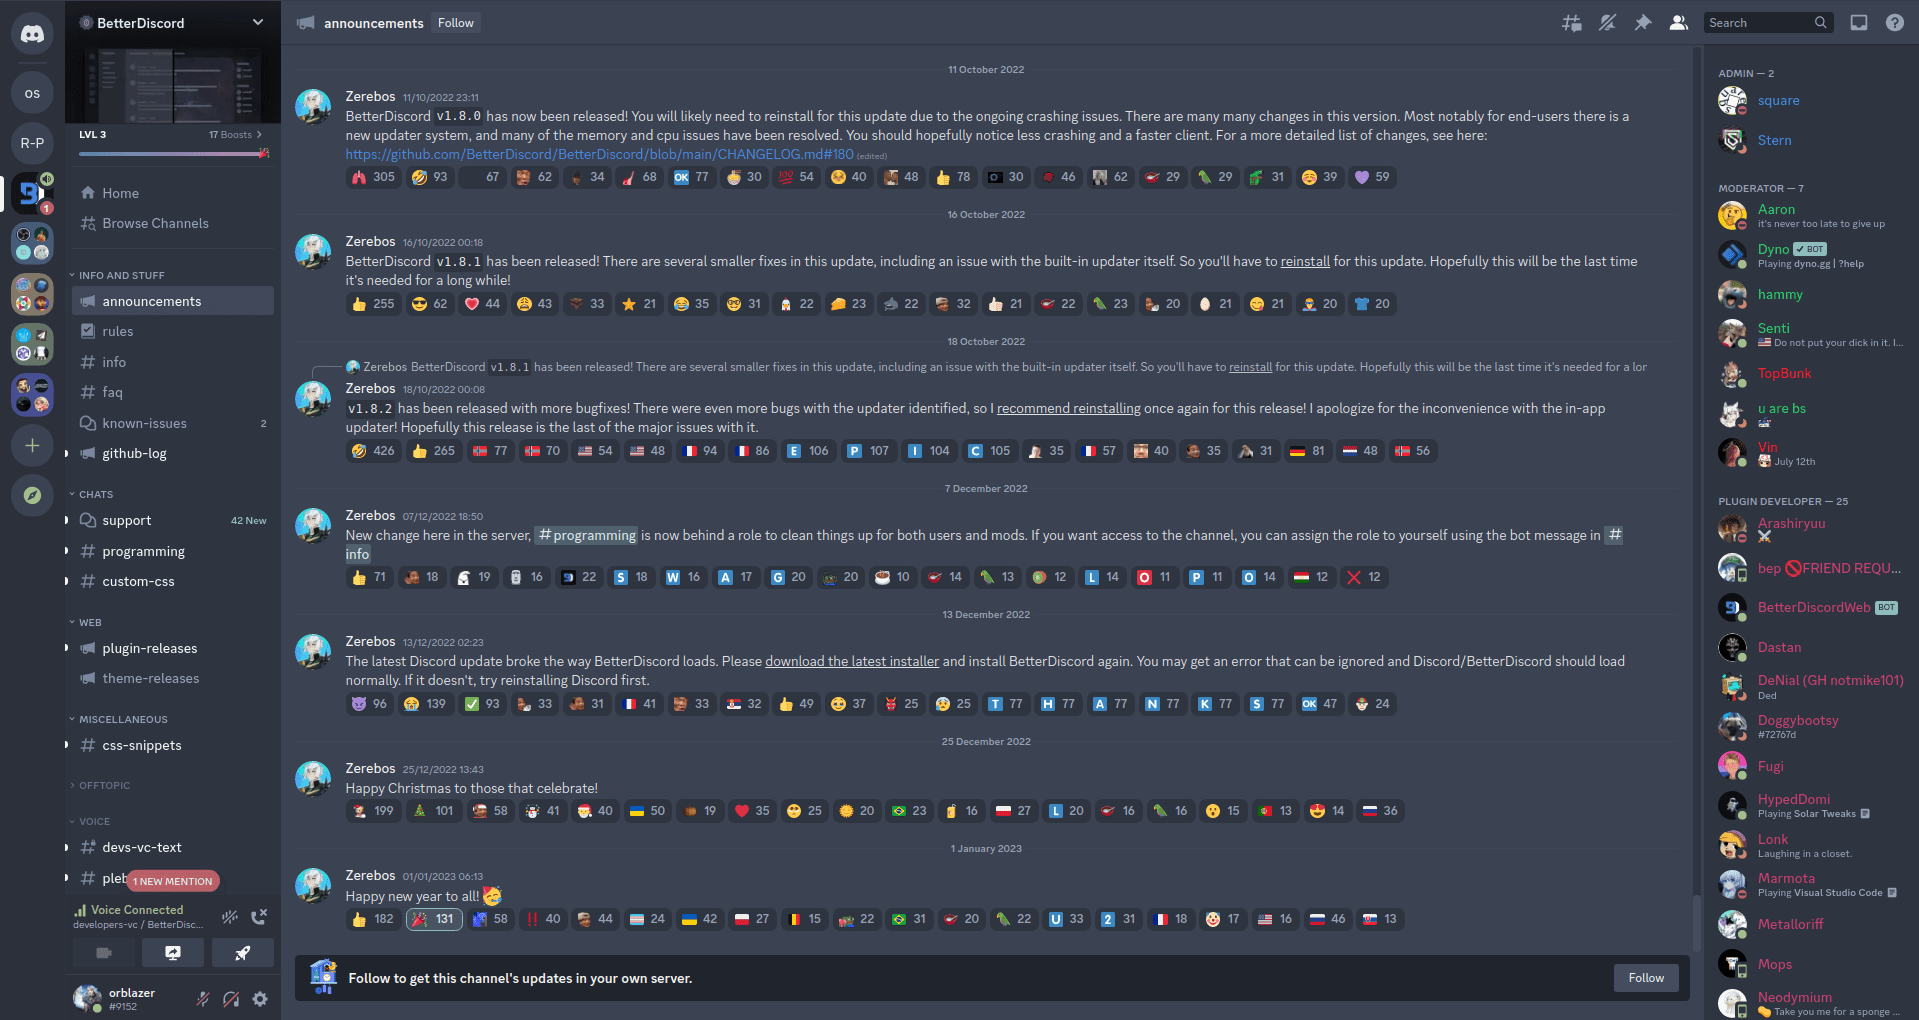 BetterDiscord
announcements
Follow
Search
OS
R-P
1
LVL 3
17 Boosts
Home
Browse Channels
INFO AND STUFF
announcements
rules
info
faq
known-issues
2
github-log
CHATS
support
42 New
programming
custom-css
WEB
plugin-releases
theme-releases
MISCELLANEOUS
css-snippets
OFFTOPIC
VOICE
devs-vc-text
pleb
1 NEW MENTION
Voice Connected
developers-vc / BetterDisc...
orblazer
#9152
11 October 2022
Zerebos 11/10/2022 23:11
BetterDiscord v1.8.0 has now been released! You will likely need to reinstall for this update due to the ongoing crashing issues. There are many many changes in this version. Most notably for end-users there is a
new updater system, and many of the memory and cpu issues have been resolved. You should hopefully notice less crashing and a faster client. For a more detailed list of changes, see here:
https://github.com/BetterDiscord/BetterDiscord/blob/main/CHANGELOG.md#180 (edited)
305 93 67 62 34 68 OK 77 30 100 54 40 48 78 30 46 62 29 29 31 39 59
16 October 2022
Zerebos 16/10/2022 00:18
BetterDiscord v1.8.1 has been released! There are several smaller fixes in this update, including an issue with the built-in updater itself. So you'll have to reinstall for this update. Hopefully this will be the last time
it's needed for a long while!
255 62 44 43 33 21 35 31 22 23 22 32 21 22 23 20 21 21 20 20
18 October 2022
Zerebos BetterDiscord v1.8.1 has been released! There are several smaller fixes in this update, including an issue with the built-in updater itself. So you'll have to reinstall for this update. Hopefully this will be the last time it's needed for a lor
Zerebos 18/10/2022 00:08
v1.8.2 has been released with more bugfixes! There were even more bugs with the updater identified, so I recommend reinstalling once again for this release! I apologize for the inconvenience with the in-app
updater! Hopefully this release is the last of the major issues with it.
426 265 77 70 54 48 94 86 E 106 P 107 I 104 C 105 35 57 40 35 31 81 48 56
7 December 2022
Zerebos 07/12/2022 18:50
New change here in the server, #programming is now behind a role to clean things up for both users and mods. If you want access to the channel, you can assign the role to yourself using the bot message in #
info
71 18 19 16 22 S 18 W 16 A 17 G 20 20 10 14 13 12 L 14 O 11 P 11 O 14 12 12
13 December 2022
Zerebos 13/12/2022 02:23
The latest Discord update broke the way BetterDiscord loads. Please download the latest installer and install BetterDiscord again. You may get an error that can be ignored and Discord/BetterDiscord should load
normally. If it doesn't, try reinstalling Discord first.
96 139 93 33 31 41 33 32 49 37 25 25 T 77 H 77 A 77 N 77 K 77 S 77 OK 47 24
25 December 2022
Zerebos 25/12/2022 13:43
Happy Christmas to those that celebrate!
199 101 58 41 40 50 19 35 25 20 23 16 27 L 20 16 16 15 13 14 36
1 January 2023
Zerebos 01/01/2023 06:13
Happy new year to all!
182 131 58 40 44 24 42 27 15 22 31 20 22 U 33 2 31 18 17 16 46 13
Follow to get this channel's updates in your own server.
Follow
ADMIN — 2
square
Stern
MODERATOR — 7
Aaron
it's never too late to give up
Dyno BOT
Playing dyno.gg | ?help
hammy
Senti
Do not put your dick in it. I...
TopBunk
u are bs
Vin
July 12th
PLUGIN DEVELOPER — 25
Arashiryuu
bep FRIEND REQU...
BetterDiscordWeb BOT
Dastan
DeNial (GH notmike101)
Ded
Doggybootsy
#72767d
Fugi
HypedDomi
Playing Solar Tweaks
Lonk
Laughing in a closet.
Marmota
Playing Visual Studio Code
Metalloriff
Mops
Neodymium
Take you me for a sponge ...